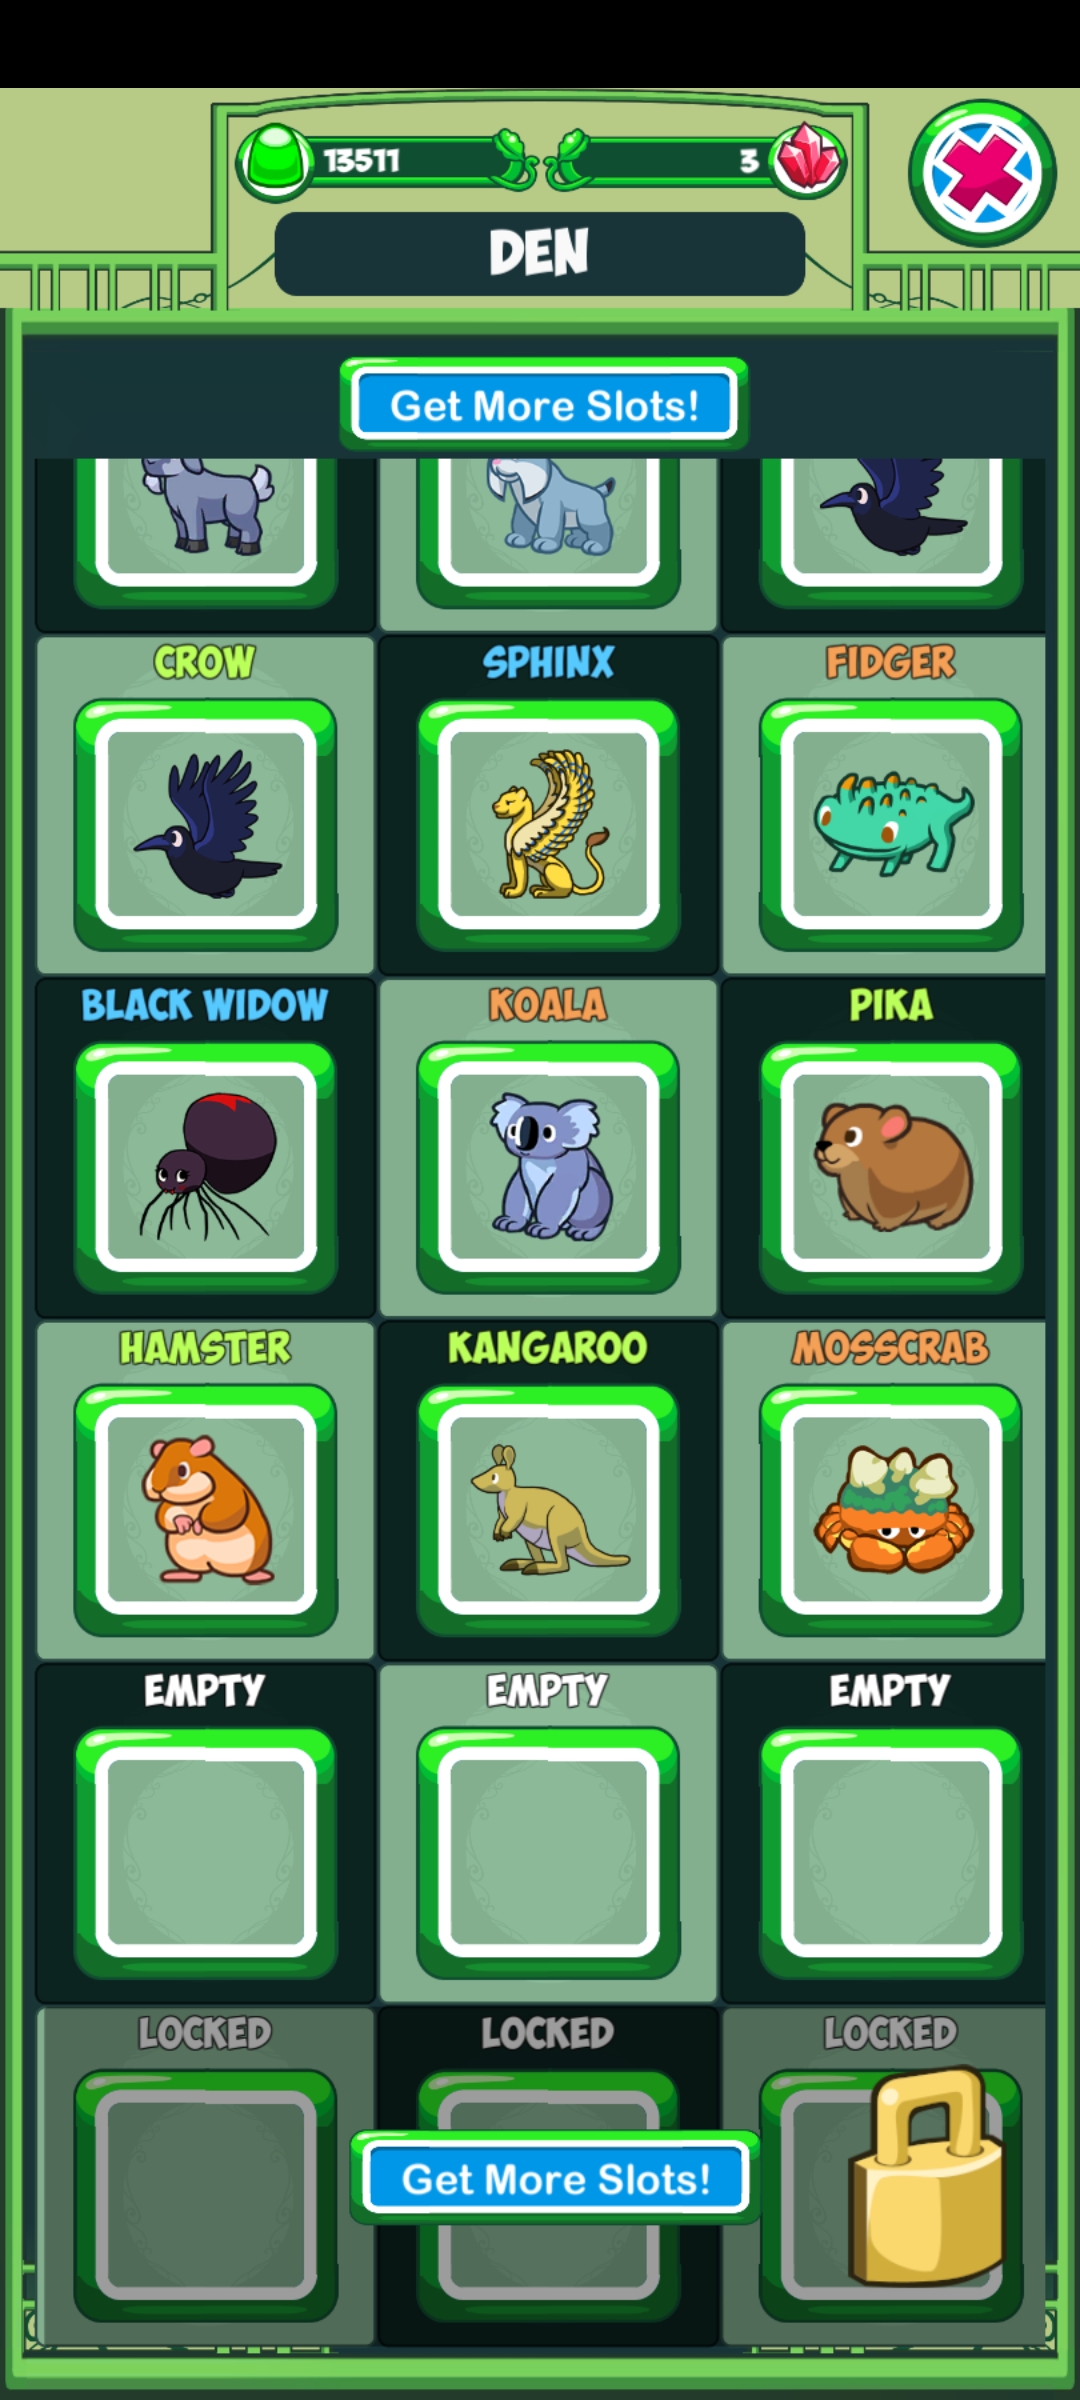 13511
3
DEN
Get More Slots!
CROW
SPHINX
FIDGER
BLACK WIDOW
KOALA
PIKA
HAMSTER
KANGAROO
MOSSCRAB
EMPTY
EMPTY
EMPTY
LOCKED
LOCKED
LOCKED
Get More Slots!